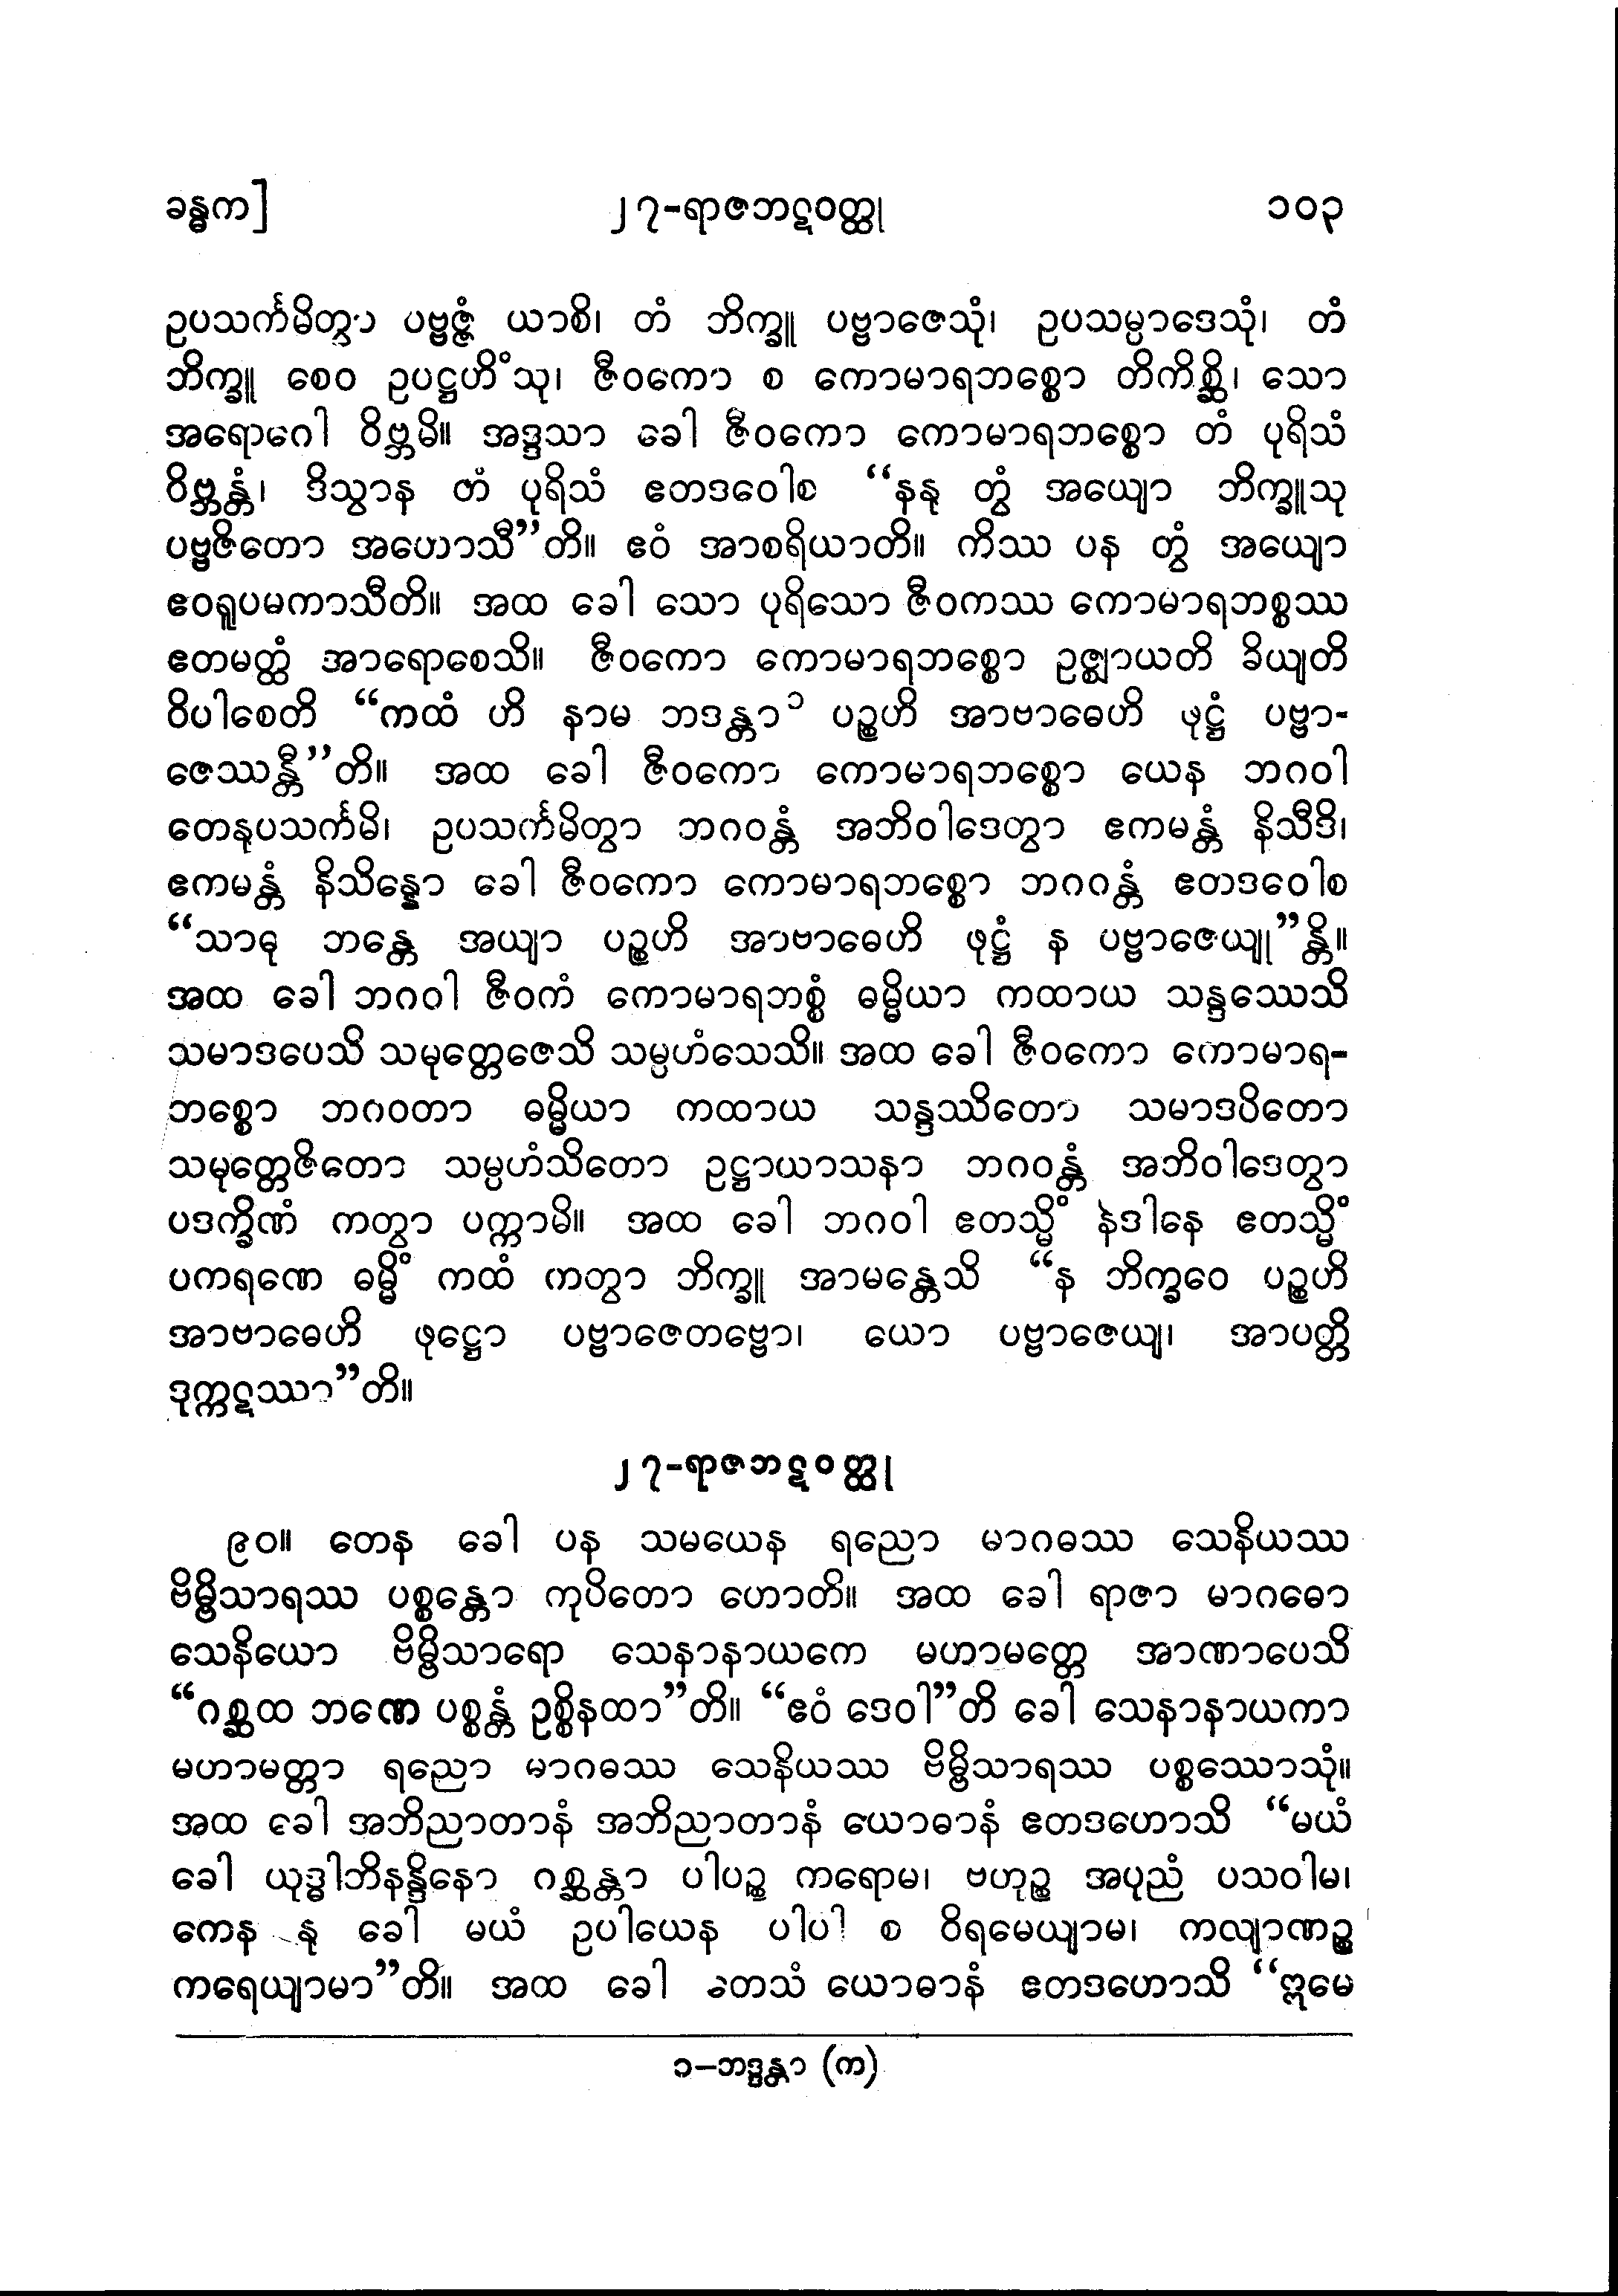 ခန္ဓက]
၂၇-ရာဇဘဋဝတ္ထု
၁၀၃
ဥပသင်္ကမိတွာ ပဗ္ဗဇ္ဇံ ယာစိ၊ တံ ဘိက္ခူ ပဗ္ဗာဇေသုံ၊ ဥပသမ္ပာဒေသုံ၊ တံ
ဘိက္ခူ စေဝ ဥပဋ္ဌဟိံသု၊ ဇီဝကော စ ကောမာရဘစ္စော တိကိစ္ဆိ၊ သော
အရောဂေါ ဝိဗ္ဘမိ။ အဒ္ဒသာ ခေါ ဇီဝကော ကောမာရဘစ္စော တံ ပုရိသံ
ဝိဗ္ဘန္တံ၊ ဒိသွာန တံ ပုရိသံ ဧတဒဝေါစ “နနု တွံ အယျော ဘိက္ခူသု
ပဗ္ဗဇိတော အဟောသီ”တိ။ ဧဝံ အာစရိယာတိ။ ကိဿ ပန တွံ အယျော
ဧဝရူပမကာသီတိ။ အထ ခေါ သော ပုရိသော ဇီဝကဿ ကောမာရဘစ္စဿ
ဧတမတ္ထံ အာရောစေသိ။ ဇီဝကော ကောမာရဘစ္စော ဥဇ္ဈာယတိ ခိယျတိ
ဝိပါစေတိ “ကထံ ဟိ နာမ ဘဒန္တာ ၁ ပဉ္စဟိ အာဗာဓေဟိ ဖုဋ္ဌံ ပဗ္ဗာ-
ဇေဿန္တီ”တိ။ အထ ခေါ ဇီဝကော ကောမာရဘစ္စော ယေန ဘဂဝါ
တေနုပသင်္ကမိ၊ ဥပသင်္ကမိတွာ ဘဂဝန္တံ အဘိဝါဒေတွာ ဧကမန္တံ နိသီဒိ၊
ဧကမန္တံ နိသိန္နော ခေါ ဇီဝကော ကောမာရဘစ္စော ဘဂဂန္တံ ဧတဒဝေါစ
“သာဓု ဘန္တေ အယျာ ပဉ္စဟိ အာဗာဓေဟိ ဖုဋ္ဌံ န ပဗ္ဗာဇေယျု”န္တိ။
အထ ခေါ ဘဂဝါ ဇီဝကံ ကောမာရဘစ္စံ ဓမ္မိယာ ကထာယ သန္ဒဿေသိ
သမာဒပေသိ သမုတ္တေဇေသိ သမ္ပဟံသေသိ။ အထ ခေါ ဇီဝကော ကောမာရ-
ဘစ္စော ဘဂဝတာ ဓမ္မိယာ ကထာယ သန္ဒဿိတော သမာဒပိတော
သမုတ္တေဇိတော သမ္ပဟံသိတော ဥဋ္ဌာယာသနာ ဘဂဝန္တံ အဘိဝါဒေတွာ
ပဒက္ခိဏံ ကတွာ ပက္ကာမိ။ အထ ခေါ ဘဂဝါ ဧတသ္မိံ နိဒါနေ ဧတသ္မိံ
ပကရဏေ ဓမ္မိံ ကထံ ကတွာ ဘိက္ခူ အာမန္တေသိ “န ဘိက္ခဝေ ပဉ္စဟိ
အာဗာဓေဟိ ဖုဋ္ဌော ပဗ္ဗာဇေတဗ္ဗော၊ ယော ပဗ္ဗာဇေယျ၊ အာပတ္တိ
ဒုက္ကဋဿာ”တိ။
၂၇-ရာဇဘဋဝတ္ထု
၉၀။ တေန ခေါ ပန သမယေန ရညော မာဂဓဿ သေနိယဿ
ဗိမ္ဗိသာရဿ ပစ္စန္တော ကုပိတော ဟောတိ။ အထ ခေါ ရာဇာ မာဂဓော
သေနိယော ဗိမ္ဗိသာရော သေနာနာယကေ မဟာမတ္တေ အာဏာပေသိ
“ဂစ္ဆထ ဘဏေ ပစ္စန္တံ ဥစ္စိနထာ”တိ။ “ဧဝံ ဒေဝါ”တိ ခေါ သေနာနာယကာ
မဟာမတ္တာ ရညော မာဂဓဿ သေနိယဿ ဗိမ္ဗိသာရဿ ပစ္စဿောသုံ။
အထ ခေါ အဘိညာတာနံ အဘိညာတာနံ ယောဓာနံ ဧတဒဟောသိ “မယံ
ခေါ ယုဒ္ဓါဘိနန္ဒိနော ဂစ္ဆန္တာ ပါပဉ္စ ကရောမ၊ ဗဟုဉ္စ အပုညံ ပသဝါမ၊
ကေန နု ခေါ မယံ ဥပါယေန ပါပါ စ ဝိရမေယျာမ၊ ကလျာဏဉ္စ
ကရေယျာမာ”တိ။ အထ ခေါ တေသံ ယောဓာနံ ဧတဒဟောသိ “ဣမေ
၁-ဘဒ္ဒန္တာ (က)